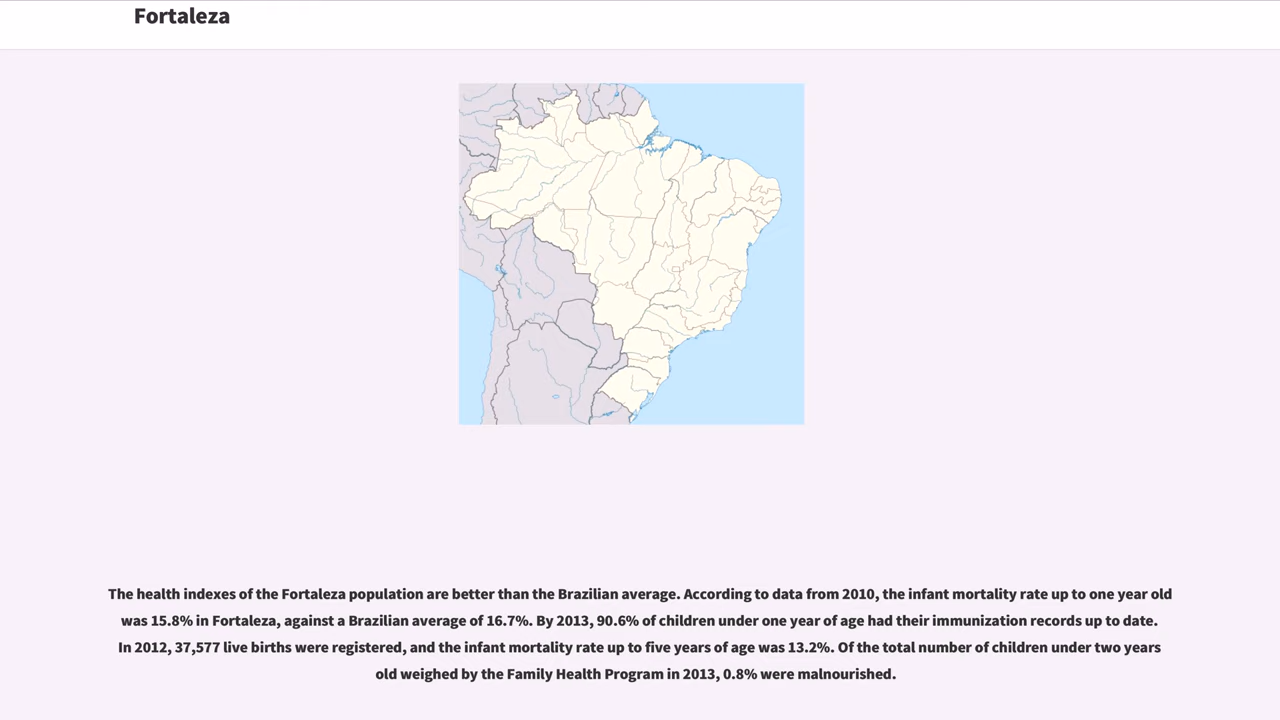 Fortaleza
The health indexes of the Fortaleza population are better than the Brazilian average. According to data from 2010, the infant mortality rate up to one year old
was 15.8% in Fortaleza, against a Brazilian average of 16.7%. By 2013, 90.6% of children under one year of age had their immunization records up to date.
In 2012, 37,577 live births were registered, and the infant mortality rate up to five years of age was 13.2%. Of the total number of children under two years
old weighed by the Family Health Program in 2013, 0.8% were malnourished.